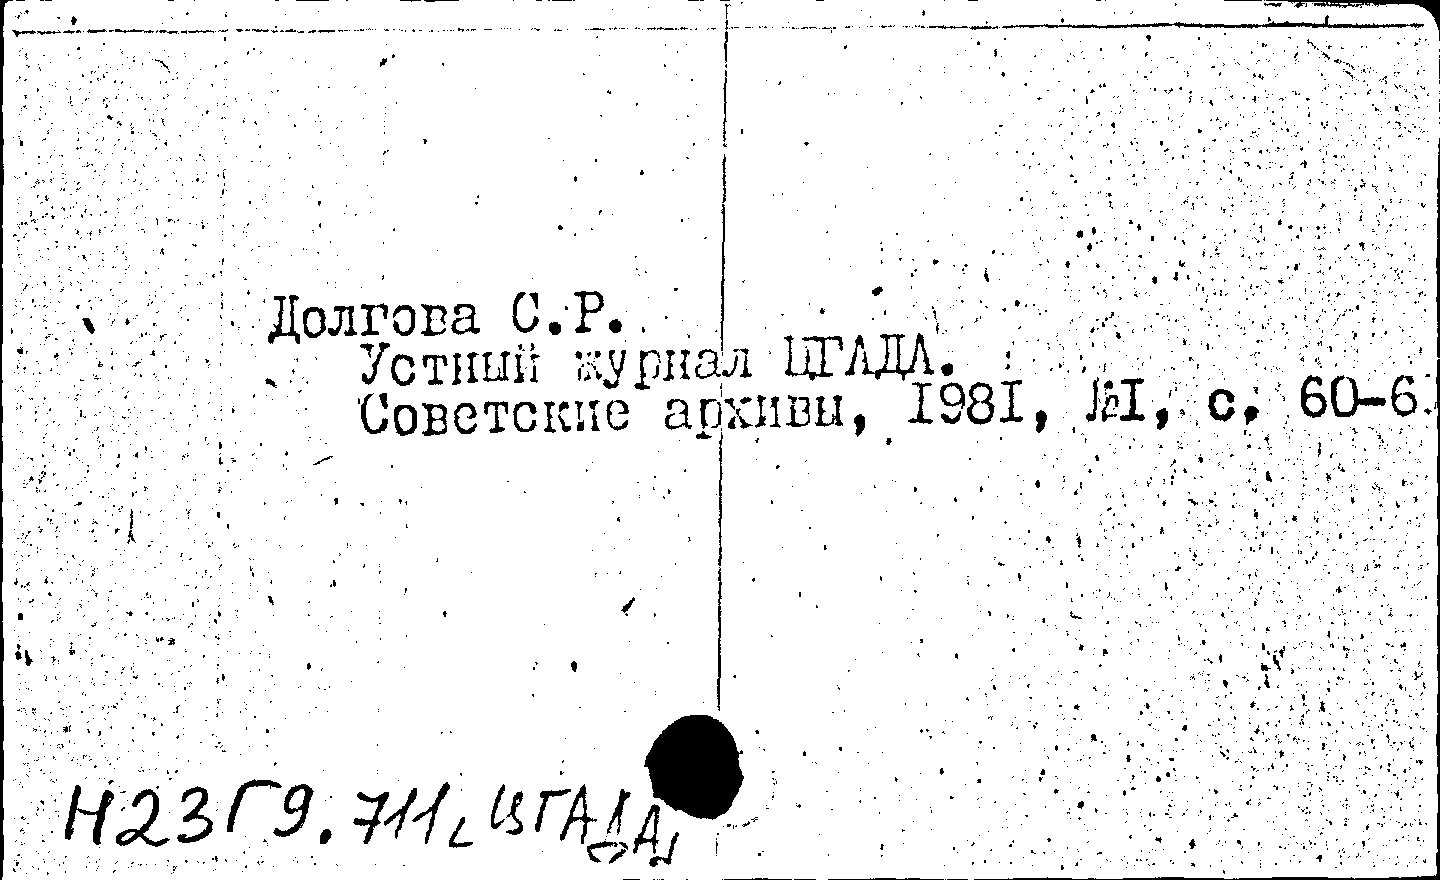 Долгова С.Р.
Устный журнал ЦГАДА.
Советские архивы, 1981, №1, с. 60-6
Н23Г9.711 ЦГАДА